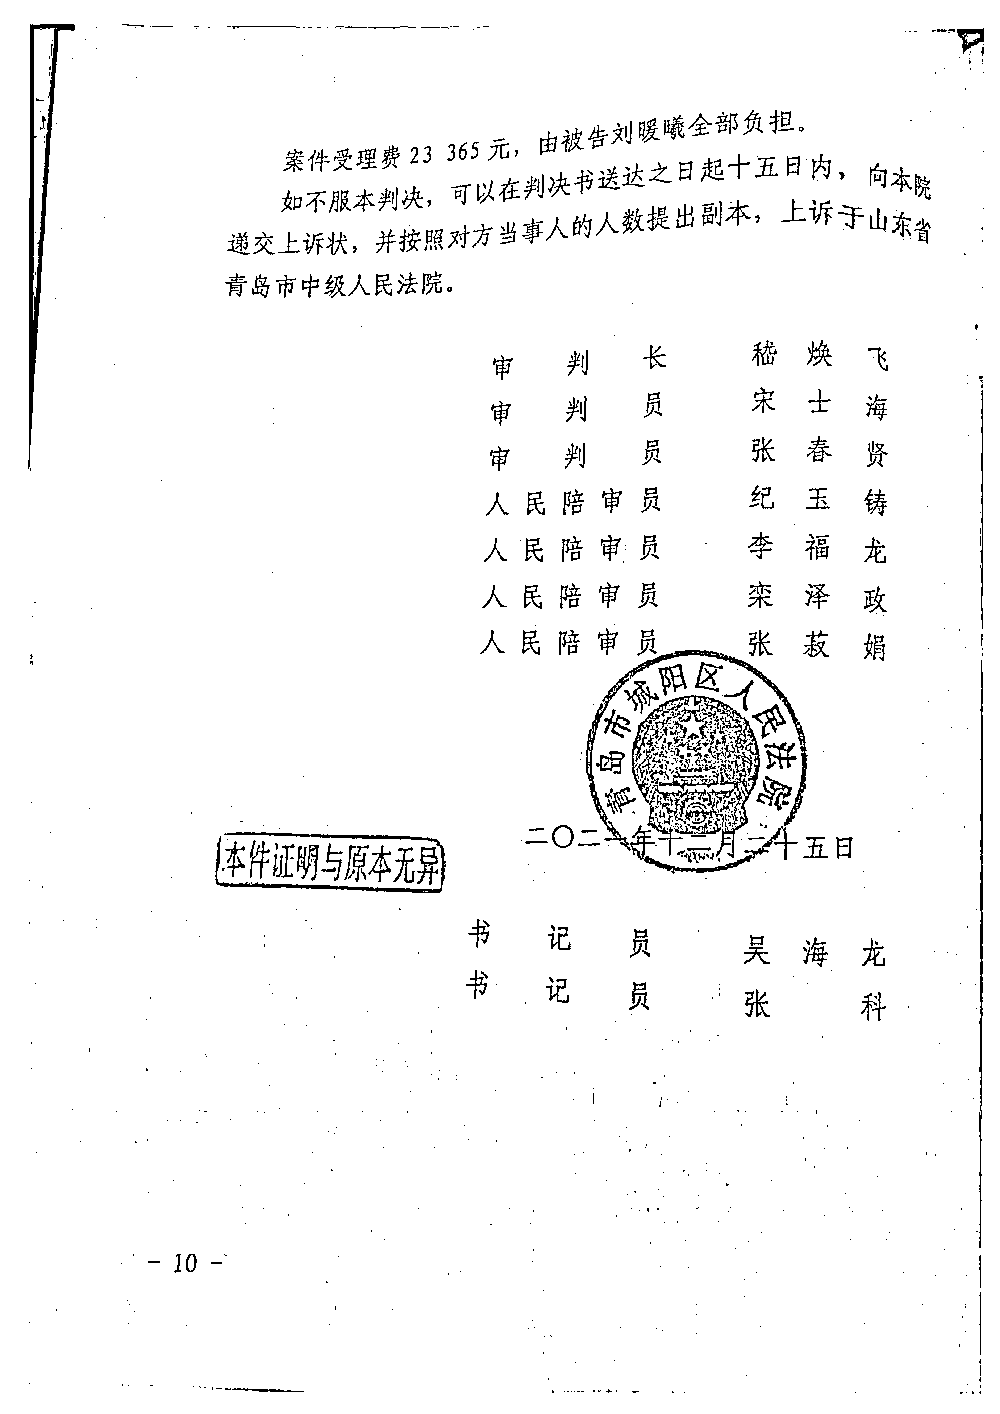 案件受理费23 365元，由被告刘暖曦全部负担。
如不服本判决，可以在判决书送达之日起十五日内，向本院
递交上诉状，并按照对方当事人的人数提出副本，上诉于山东省
青岛市中级人民法院。
审判长 嵇焕飞
审判员 宋士海
审判员 张春贤
人民陪审员 纪玉铸
人民陪审员 李福龙
人民陪审员 栾泽政
人民陪审员 张菽娟
青岛市城阳区人民法院
二〇二一年十二月二十五日
本件证明与原本无异
书记员 吴海龙
书记员 张科
- 10 -